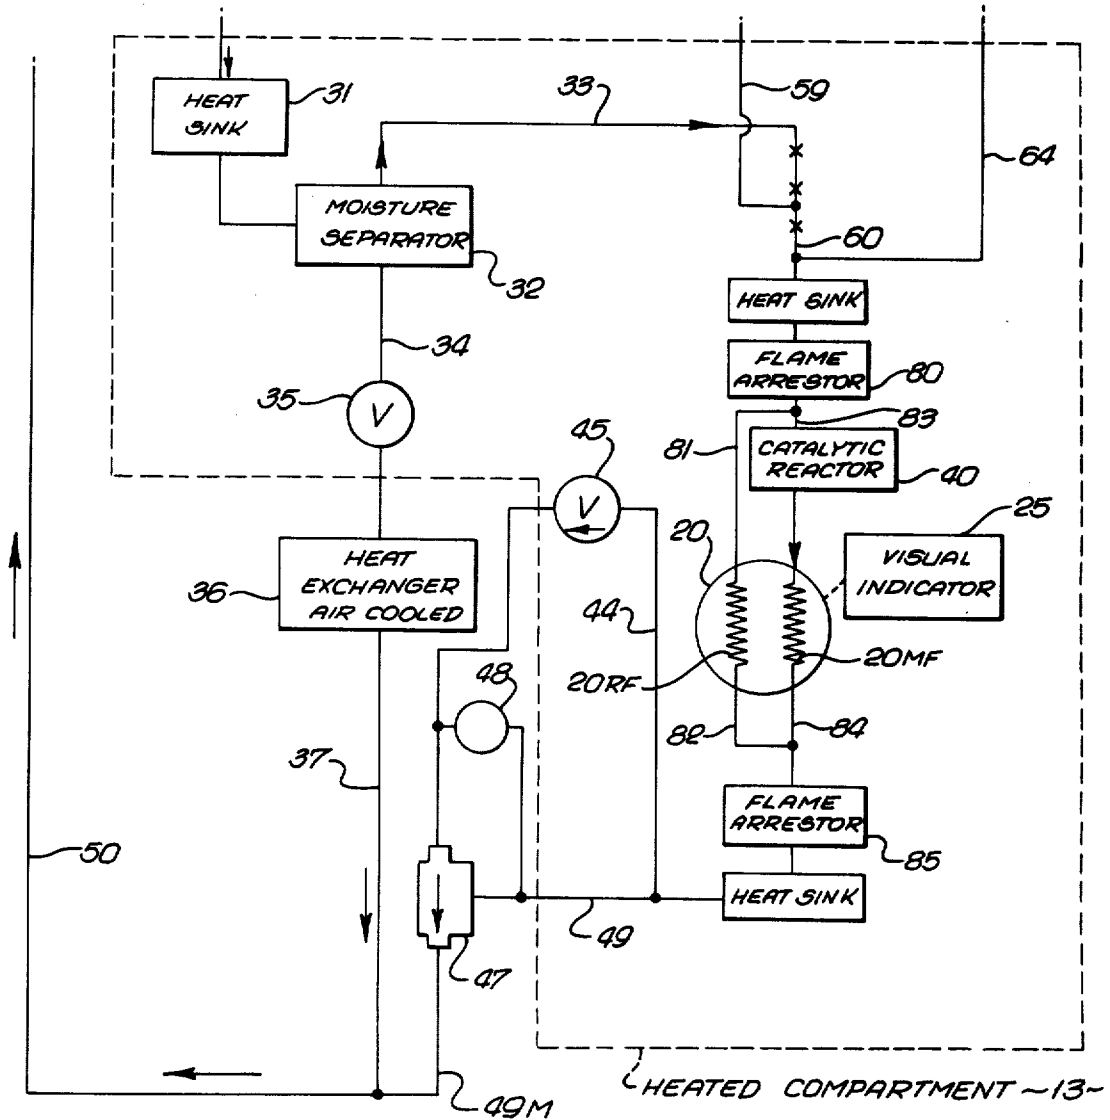 HEAT
SINK
31
33
59
64
MOISTURE
SEPARATOR
32
60
HEAT SINK
34
FLAME
ARRESTOR
80
35
V
83
45
81
CATALYTIC
REACTOR
40
V
25
20
VISUAL
INDICATOR
HEAT
EXCHANGER
AIR COOLED
36
44
20RF
20MF
48
82
84
37
FLAME
ARRESTOR
85
50
HEAT SINK
49
47
49M
HEATED COMPARTMENT ~13~